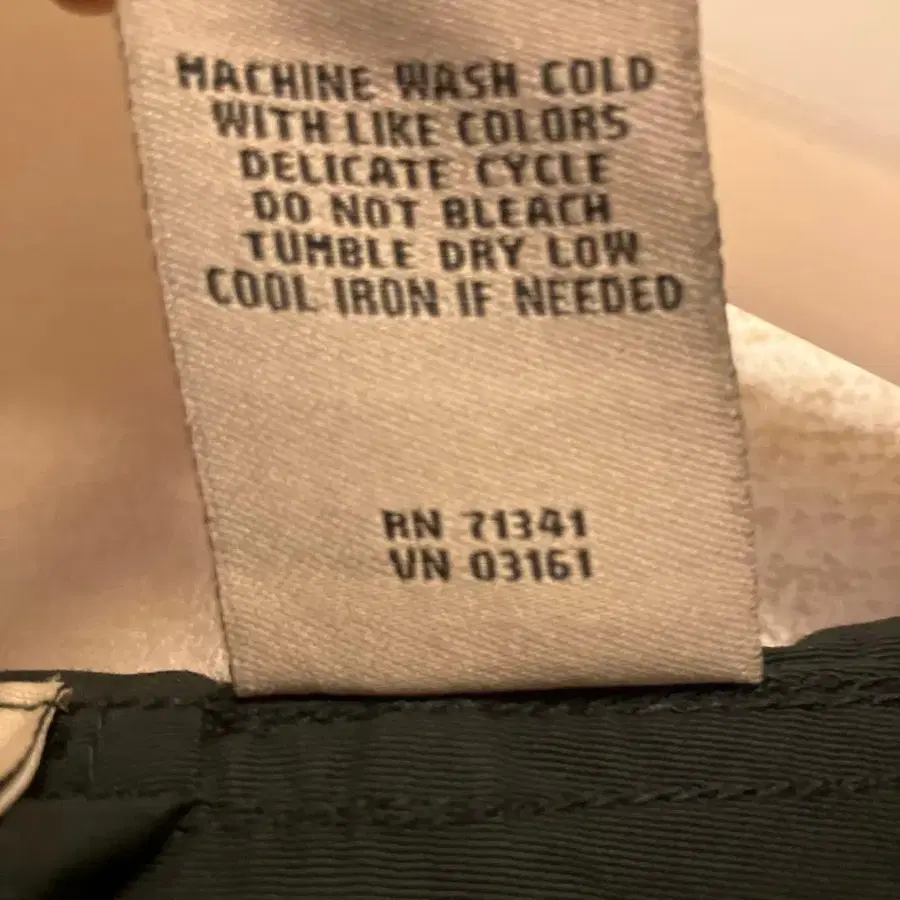 MACHINE WASH COLD
WITH LIKE COLORS
DELICATE CYCLE
DO NOT BLEACH
TUMBLE DRY LOW
COOL IRON IF NEEDED
RN 71341
VN 03161